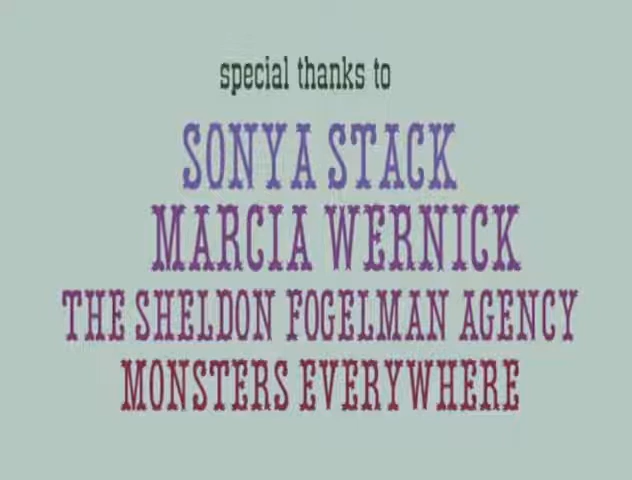 special thanks to
SONYA STACK
MARCIA WERNICK
THE SHELDON FOGELMAN AGENCY
MONSTERS EVERYWHERE